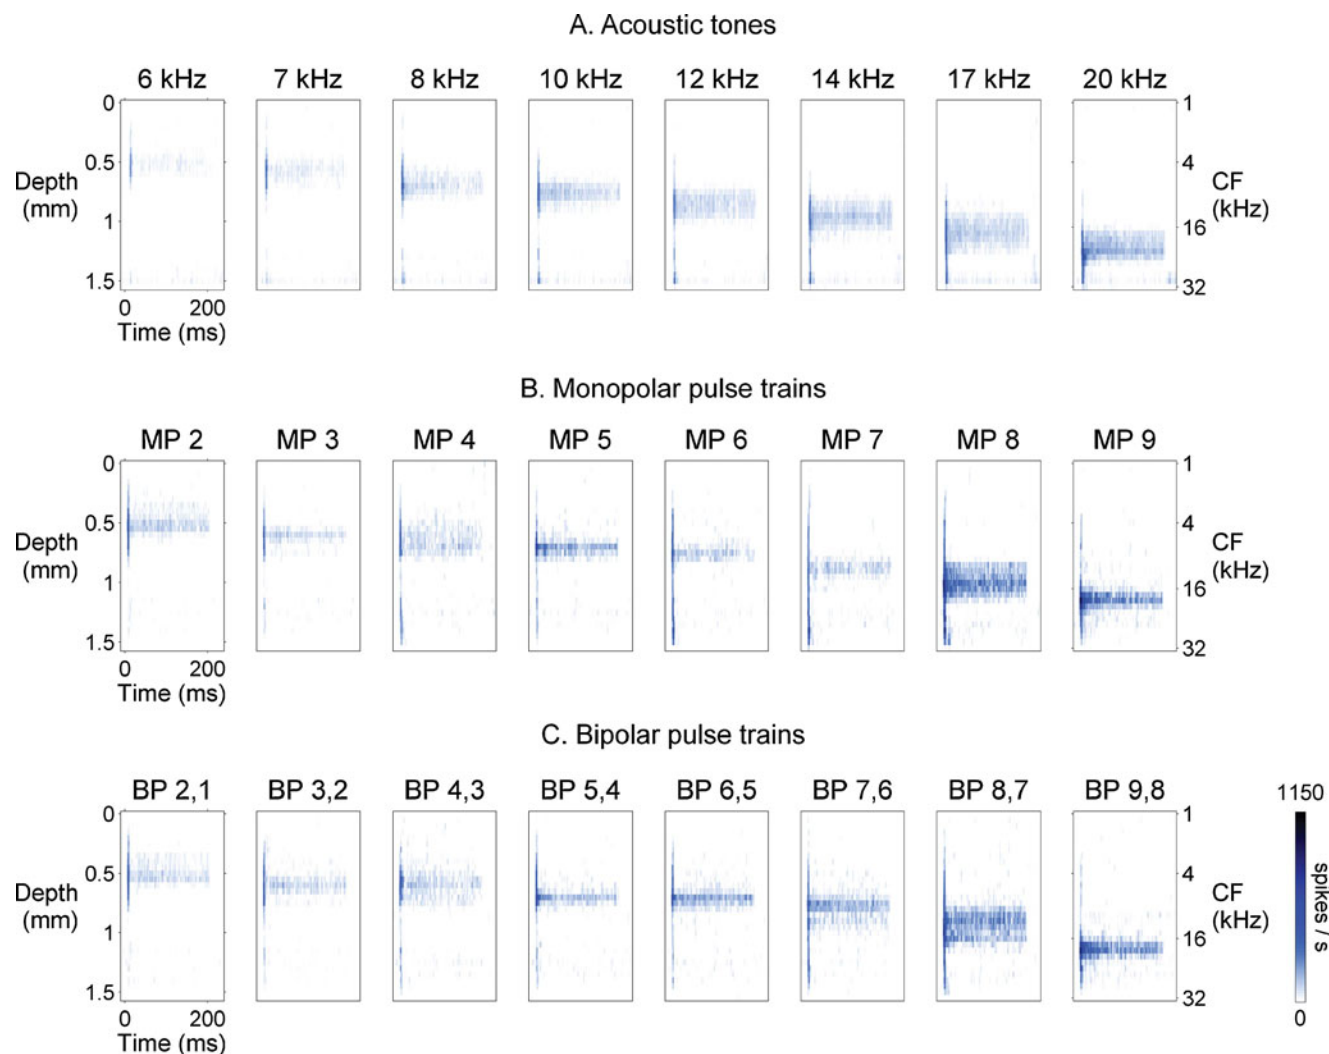 A. Acoustic tones
6 kHz 7 kHz 8 kHz 10 kHz 12 kHz 14 kHz 17 kHz 20 kHz
0 1
0.5 4
Depth
(mm)
CF
(kHz)
1 16
1.5 32
0 200
Time (ms)
B. Monopolar pulse trains
MP 2 MP 3 MP 4 MP 5 MP 6 MP 7 MP 8 MP 9
0 1
0.5 4
Depth
(mm)
CF
(kHz)
1 16
1.5 32
0 200
Time (ms)
C. Bipolar pulse trains
BP 2,1 BP 3,2 BP 4,3 BP 5,4 BP 6,5 BP 7,6 BP 8,7 BP 9,8
0 1
0.5 4
Depth
(mm)
CF
(kHz)
1 16
1.5 32
0 200
Time (ms)
1150
spikes / s
0